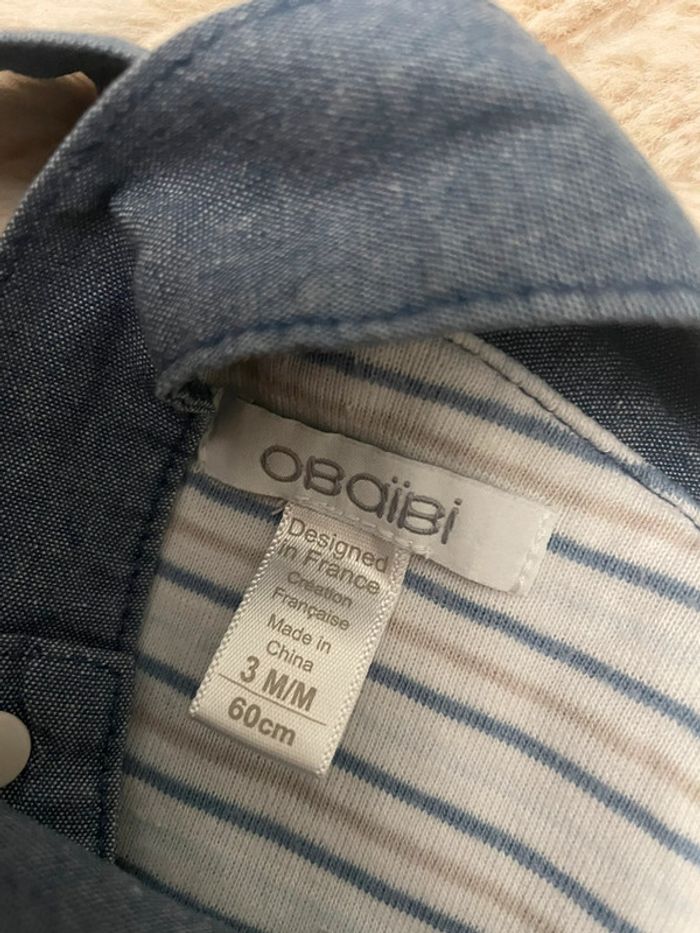 OBaïBi
Designed
in France
Création
Française
Made in
China
3 M/M
60cm